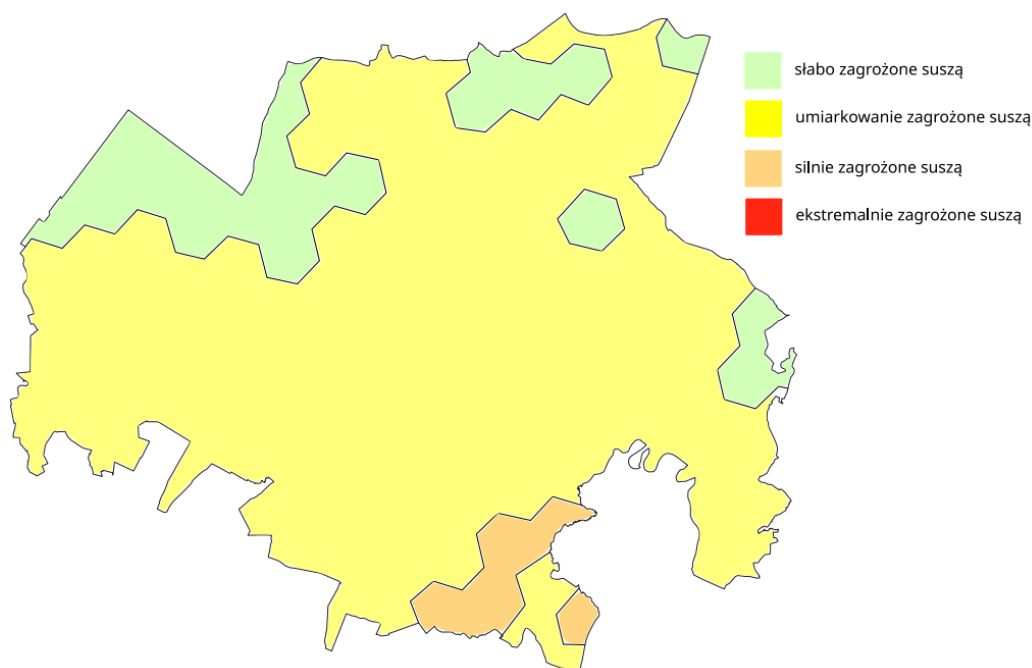 słabo zagrożone suszą
umiarkowanie zagrożone suszą
silnie zagrożone suszą
ekstremalnie zagrożone suszą